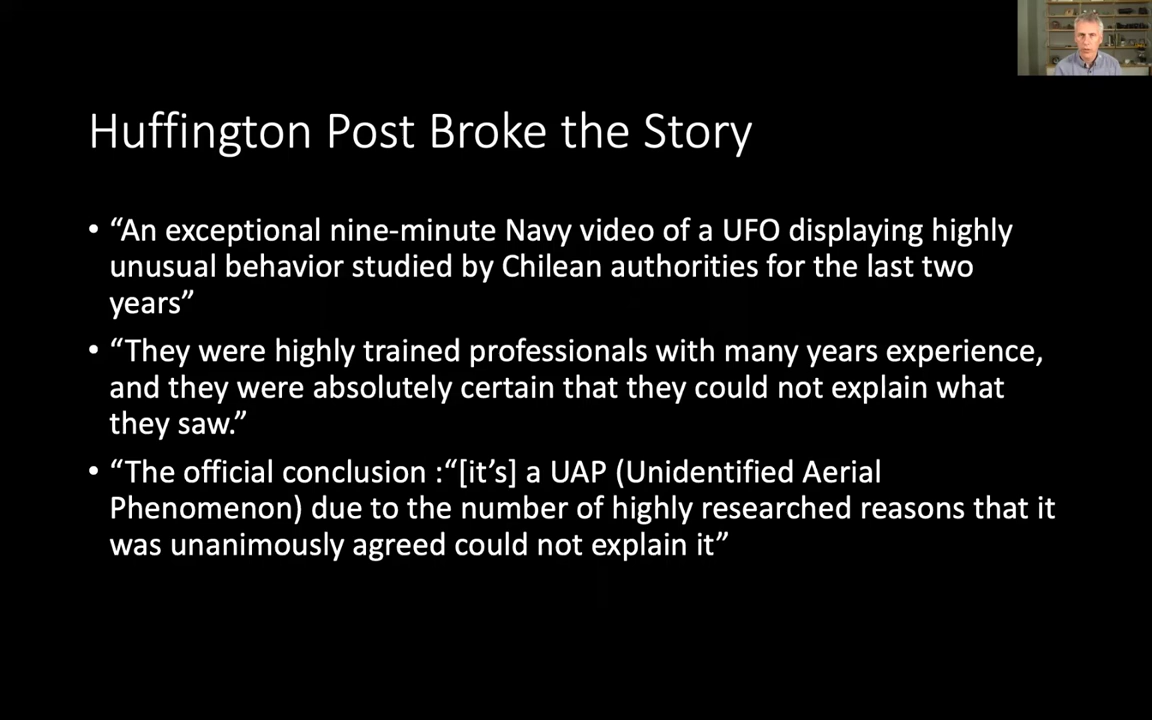 Huffington Post Broke the Story
• “An exceptional nine-minute Navy video of a UFO displaying highly
unusual behavior studied by Chilean authorities for the last two
years”
• “They were highly trained professionals with many years experience,
and they were absolutely certain that they could not explain what
they saw.”
• “The official conclusion :“[it’s] a UAP (Unidentified Aerial
Phenomenon) due to the number of highly researched reasons that it
was unanimously agreed could not explain it”